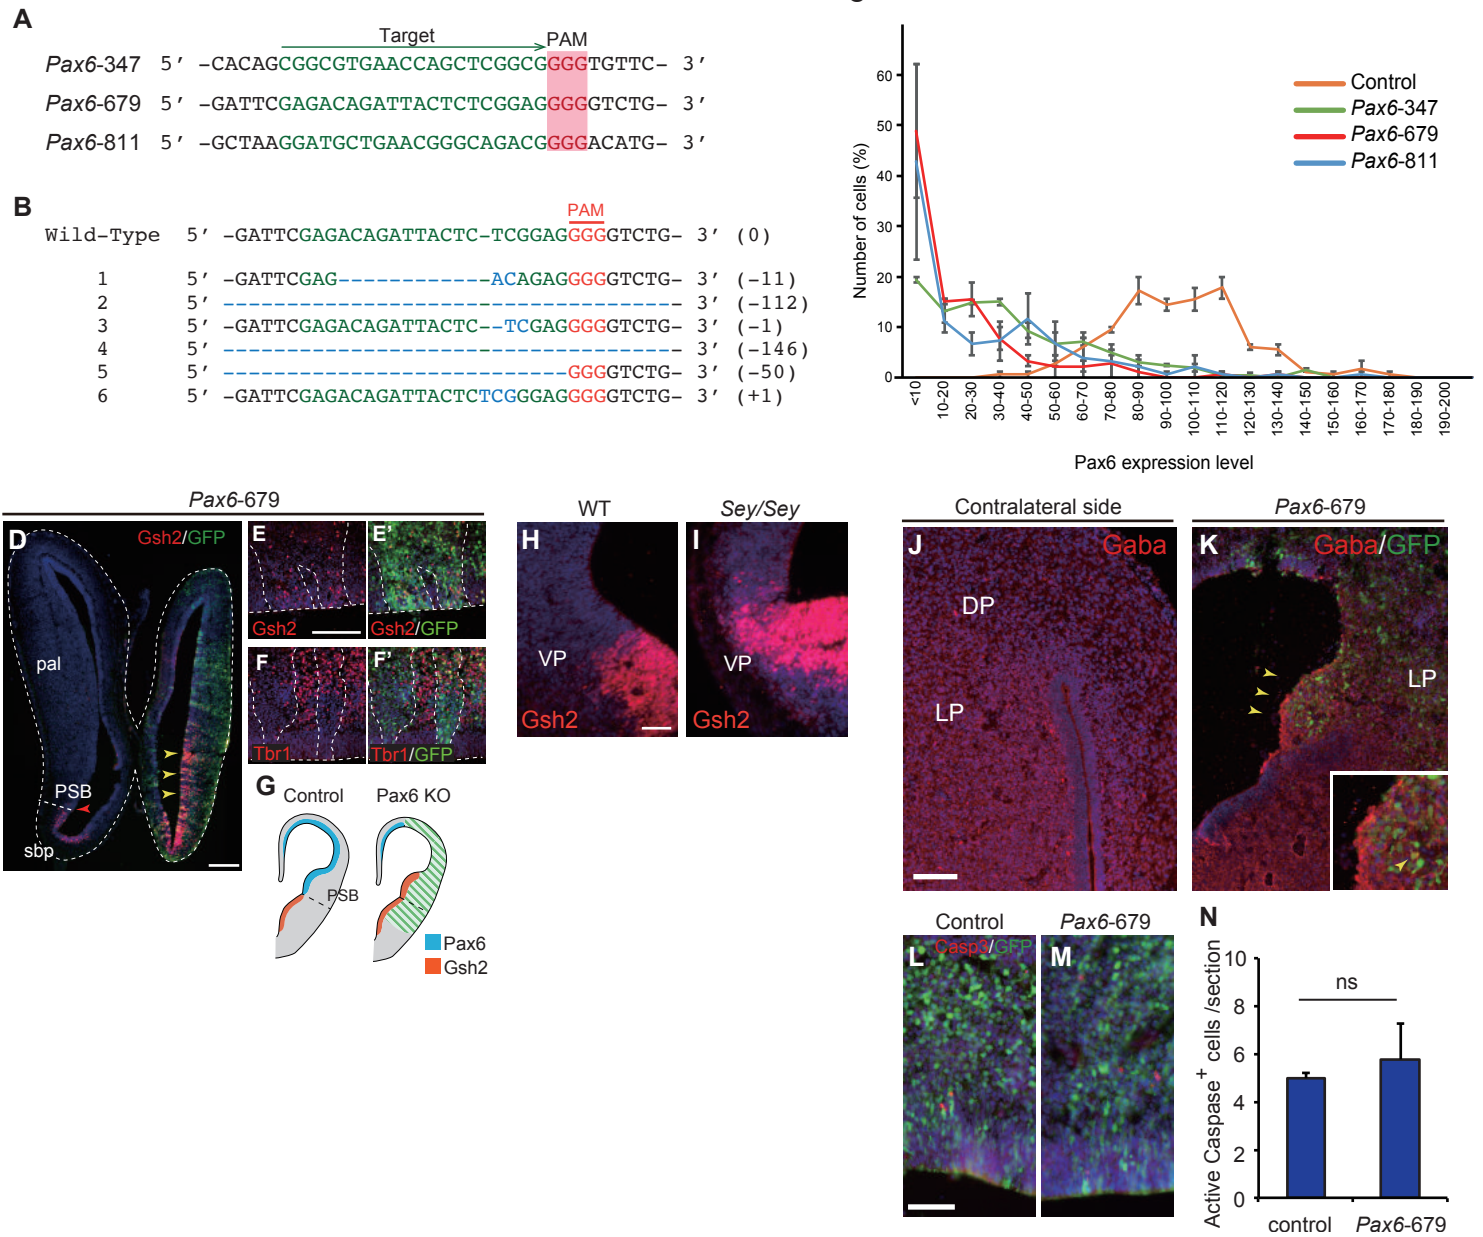 A
Target
PAM
Pax6-347 5′ -CACAGCGGCGTGAACCAGCTCGGCGGGGTGTTC- 3′
Pax6-679 5′ -GATTCGAGACAGATTACTCTCGGAGGGGGTCTG- 3′
Pax6-811 5′ -GCTAAGGATGCTGAACGGGCAGACGGGGACATG- 3′
B
PAM
Wild-Type 5′ -GATTCGAGACAGATTACTC-TCGGAGGGGGTCTG- 3′ (0)
1 5′ -GATTCGAG------------ACAGAGGGGGTCTG- 3′ (-11)
2 5′ ------------------------------------ 3′ (-112)
3 5′ -GATTCGAGACAGATTACTC--TCGAGGGGGTCTG- 3′ (-1)
4 5′ ------------------------------------ 3′ (-146)
5 5′ ----------------------------GGGGTCTG- 3′ (-50)
6 5′ -GATTCGAGACAGATTACTCTCGGGAGGGGGTCTG- 3′ (+1)
Number of cells (%)
60
50
40
30
20
10
0
Control
Pax6-347
Pax6-679
Pax6-811
<10 10-20 20-30 30-40 40-50 50-60 60-70 70-80 80-90 90-100 100-110 110-120 120-130 130-140 140-150 150-160 160-170 170-180 180-190 190-200
Pax6 expression level
Pax6-679
D
Gsh2/GFP
pal
PSB
sbp
E
Gsh2
E'
Gsh2/GFP
F
Tbr1
F'
Tbr1/GFP
G
Control Pax6 KO
PSB
Pax6
Gsh2
WT
Sey/Sey
H
VP
Gsh2
I
VP
Gsh2
Contralateral side
Pax6-679
J
Gaba
DP
LP
K
Gaba/GFP
LP
Control
Pax6-679
L
Casp3/GFP
M
N
Active Caspase+ cells /section
10
8
6
4
2
0
ns
control Pax6-679